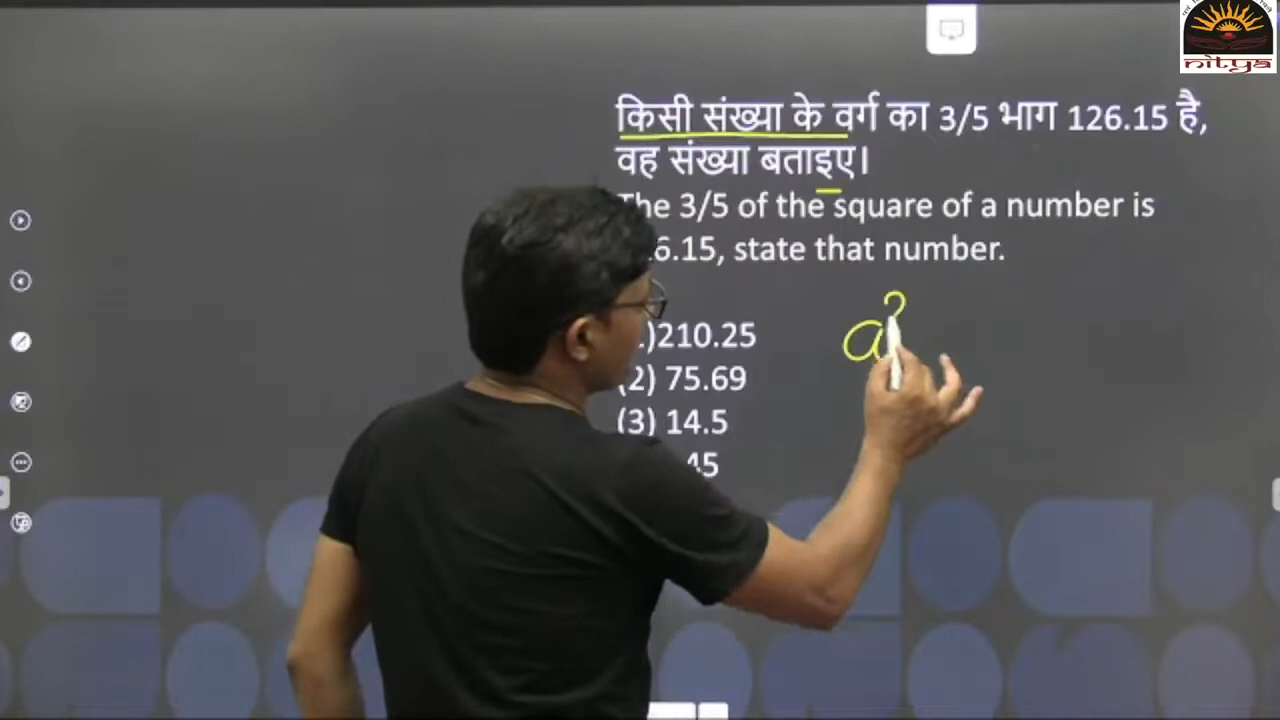 nitya
किसी संख्या के वर्ग का 3/5 भाग 126.15 है,
वह संख्या बताइए।
The 3/5 of the square of a number is
6.15, state that number.
a²
)210.25
(2) 75.69
(3) 14.5
45